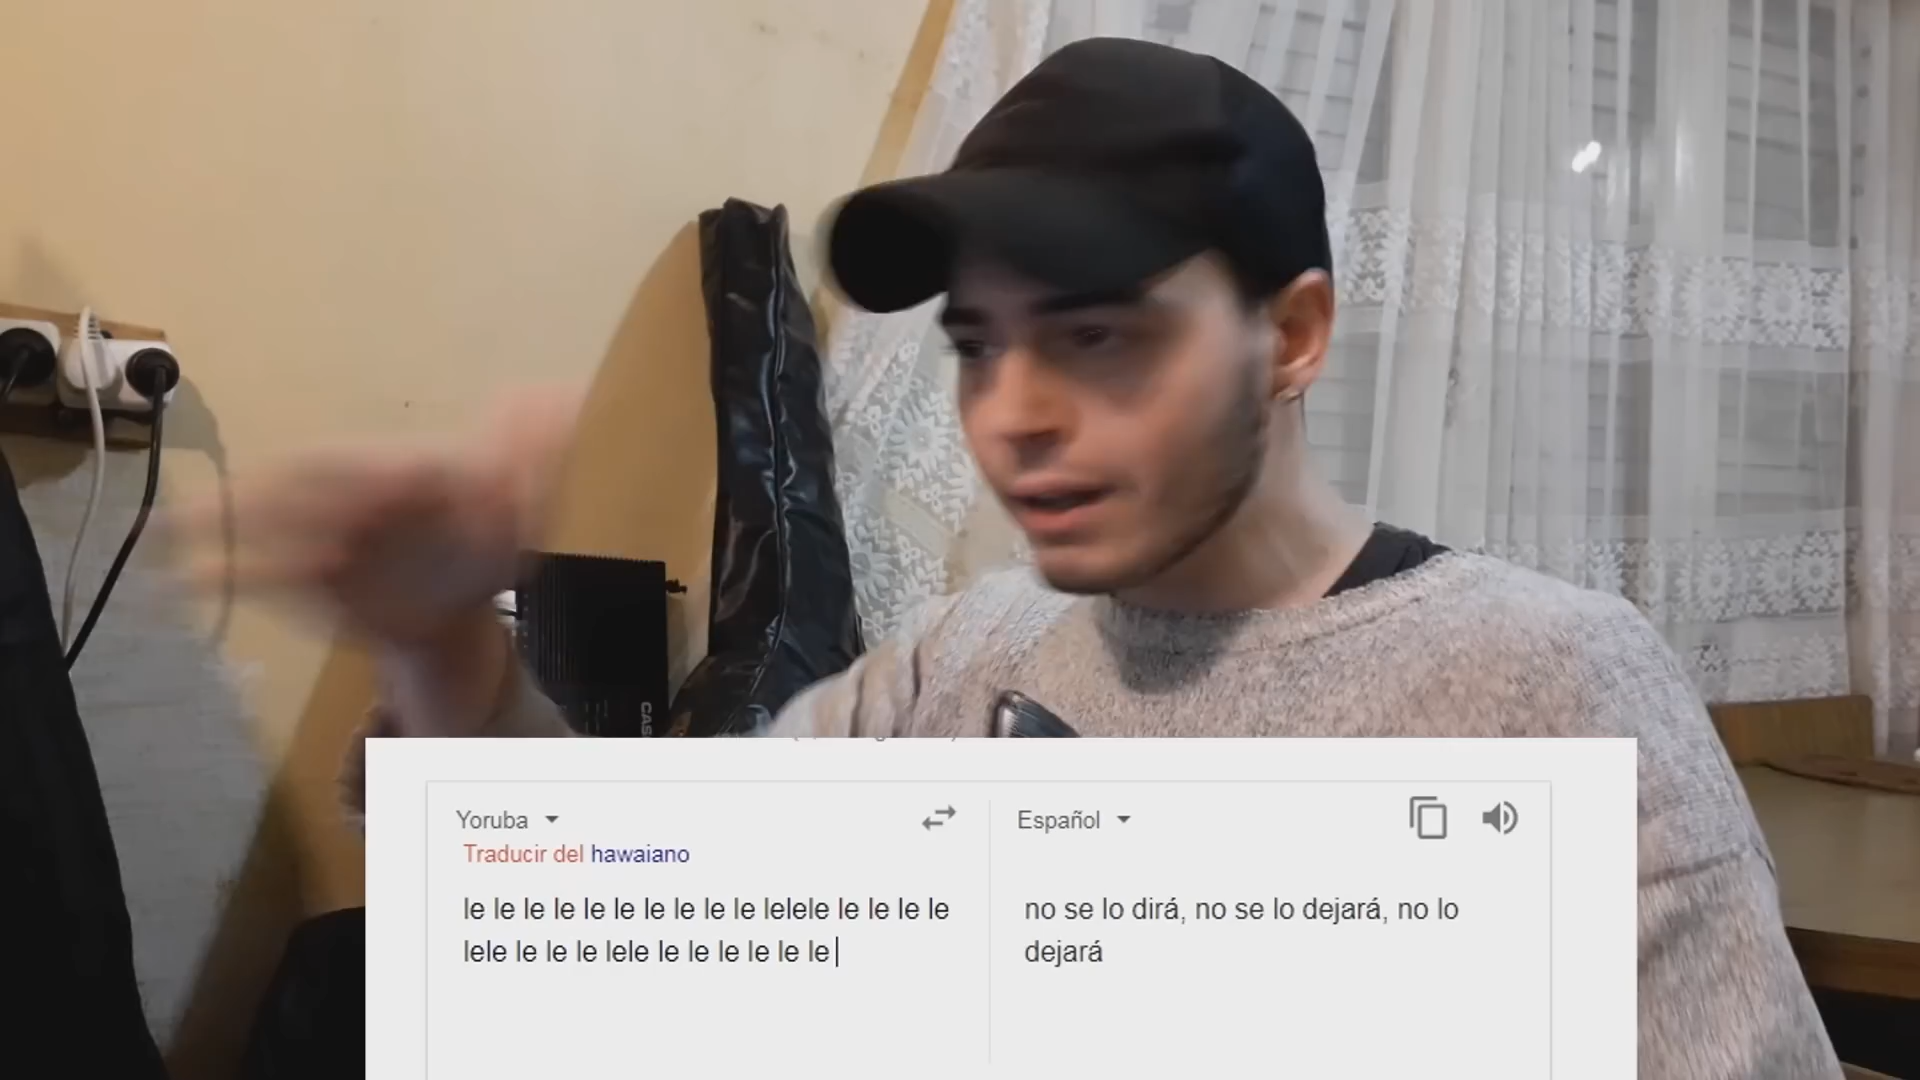 CAS
Yoruba
Español
Traducir del hawaiano
le le le le le le le le le le lelele le le le le
lele le le le lele le le le le le le
no se lo dirá, no se lo dejará, no lo
dejará